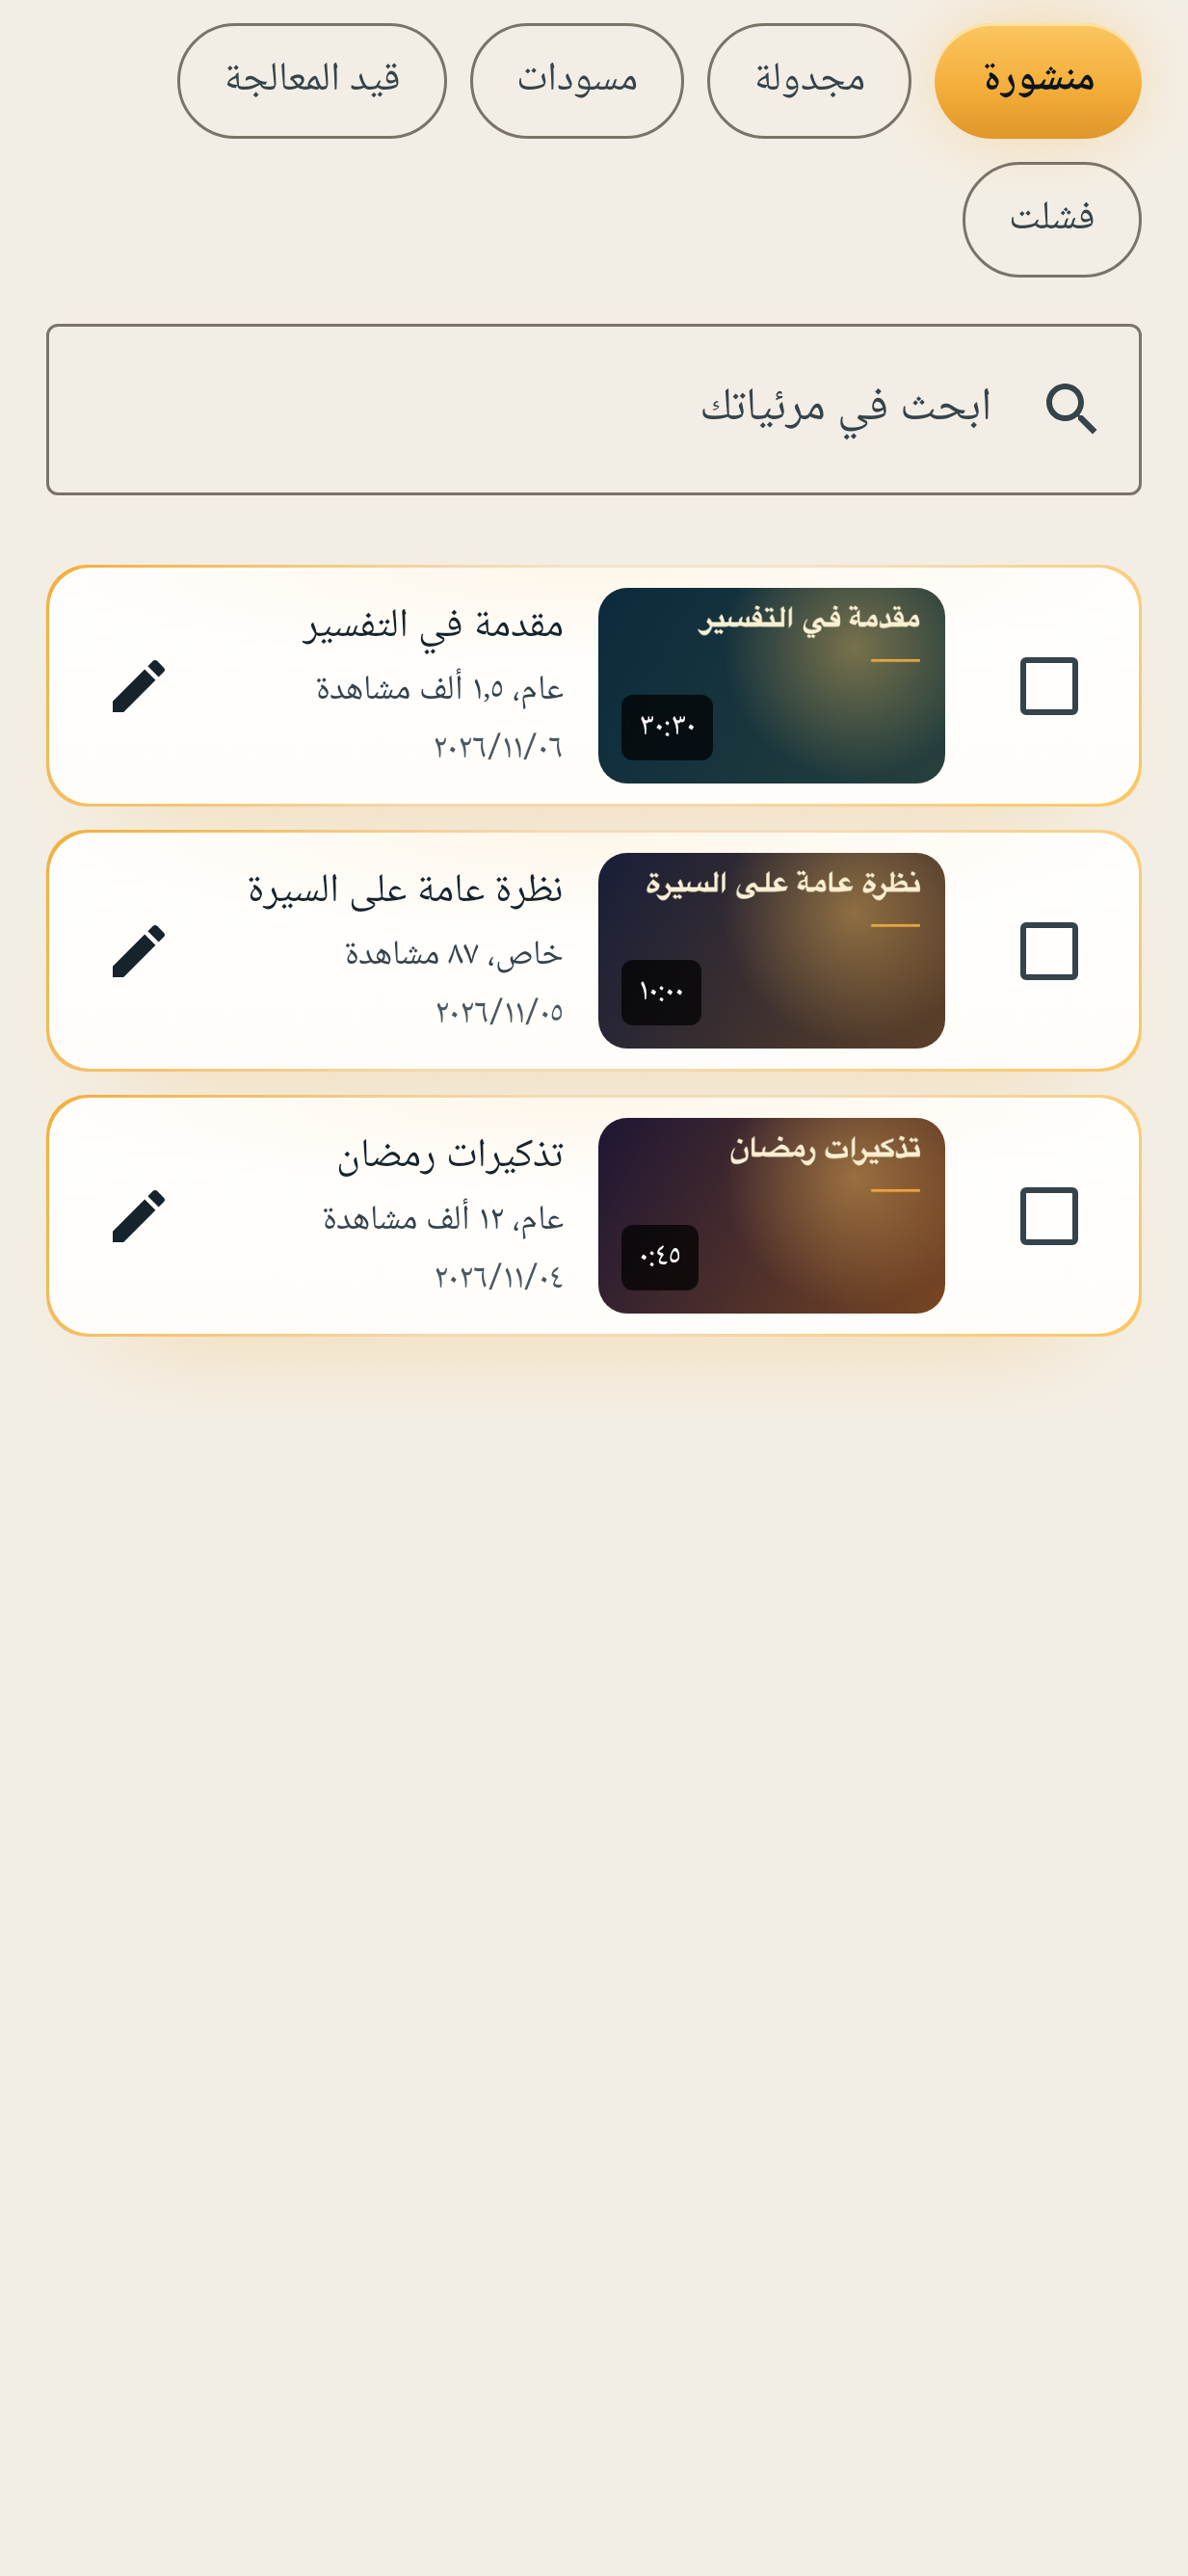 منشورة
مجدولة
مسودات
قيد المعالجة
فشلت
ابحث في مرئياتك
مقدمة في التفسير
٣٠:٣٠
مقدمة في التفسير
عام، ١٫٥ ألف مشاهدة
٢٠٢٦/١١/٠٦
نظرة عامة على السيرة
١٠:٠٠
نظرة عامة على السيرة
خاص، ٨٧ مشاهدة
٢٠٢٦/١١/٠٥
تذكيرات رمضان
٠:٤٥
تذكيرات رمضان
عام، ١٢ ألف مشاهدة
٢٠٢٦/١١/٠٤